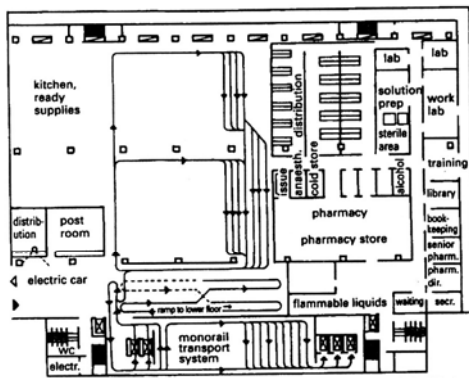 kitchen,
ready
supplies
distribution
lab
lab
solution
prep
sterile
area
work
lab
issue
anaesth.
cold store
alcohol
training
library
book-
keeping
senior
pharm.
pharm.
dir.
secr.
pharmacy
pharmacy store
distrib-
ution
post
room
electric car
flammable liquids
waiting
ramp to lower floor
monorail
transport
system
WC
electr.